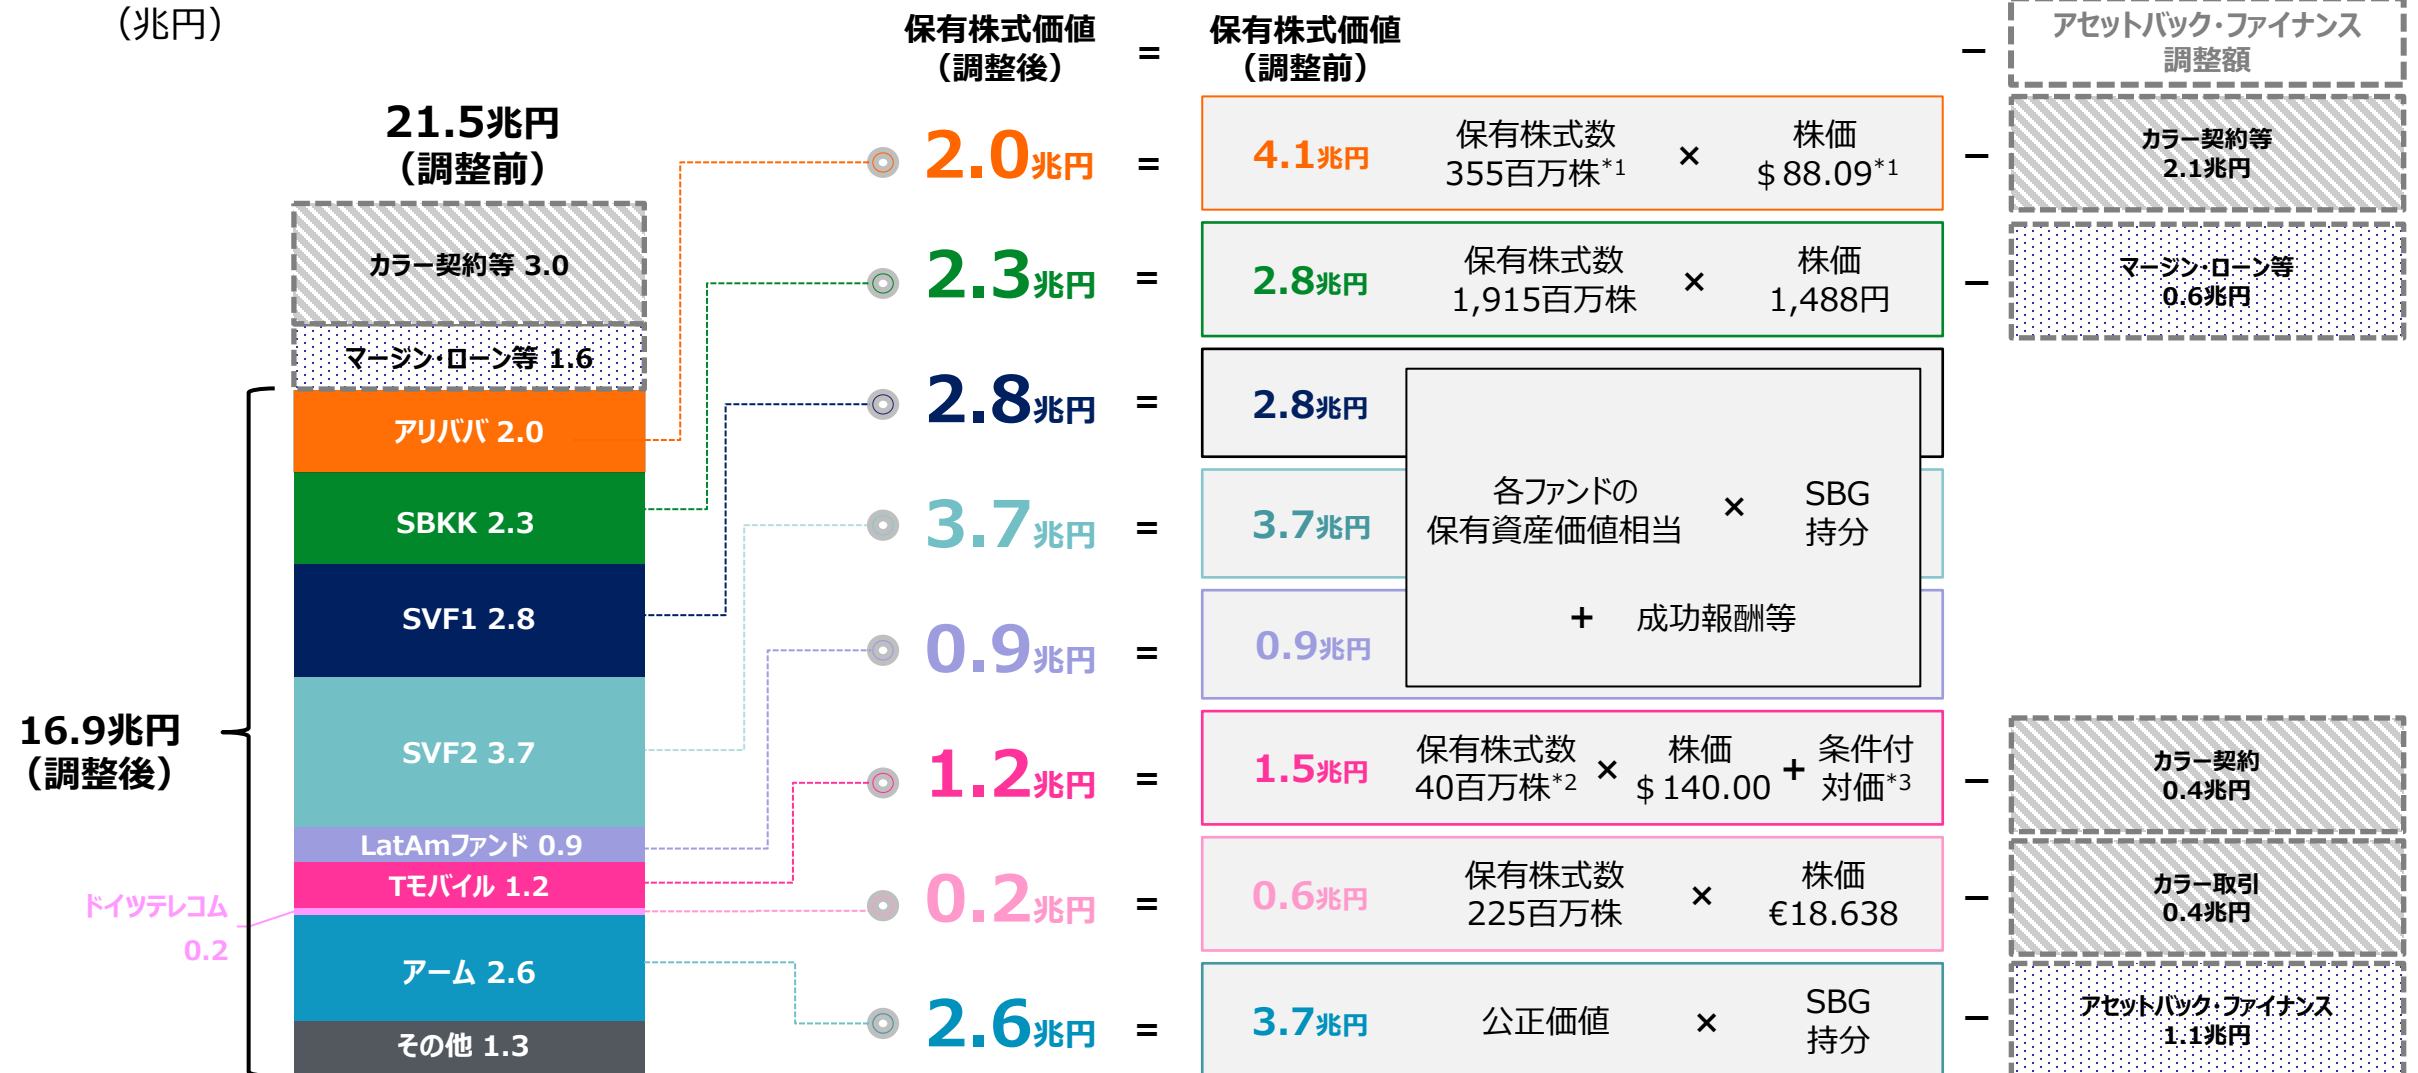 （兆円）
保有株式価値
（調整後）
=
保有株式価値
（調整前）
−
アセットバック・ファイナンス
調整額
21.5兆円
（調整前）
カラー契約等 3.0
マージン・ローン等 1.6
アリババ 2.0
SBKK 2.3
SVF1 2.8
SVF2 3.7
LatAmファンド 0.9
Tモバイル 1.2
ドイツテレコム
0.2
アーム 2.6
その他 1.3
16.9兆円
（調整後）
2.0兆円
=
4.1兆円
保有株式数
355百万株*1
×
株価
$ 88.09*1
−
カラー契約等
2.1兆円
2.3兆円
=
2.8兆円
保有株式数
1,915百万株
×
株価
1,488円
−
マージン・ローン等
0.6兆円
2.8兆円
=
2.8兆円
3.7兆円
=
3.7兆円
各ファンドの
保有資産価値相当
×
SBG
持分
+ 成功報酬等
0.9兆円
=
0.9兆円
1.2兆円
=
1.5兆円
保有株式数
40百万株*2
×
株価
$ 140.00
+
条件付
対価*3
−
カラー契約
0.4兆円
0.2兆円
=
0.6兆円
保有株式数
225百万株
×
株価
€18.638
−
カラー取引
0.4兆円
2.6兆円
=
3.7兆円
公正価値
×
SBG
持分
−
アセットバック・ファイナンス
1.1兆円